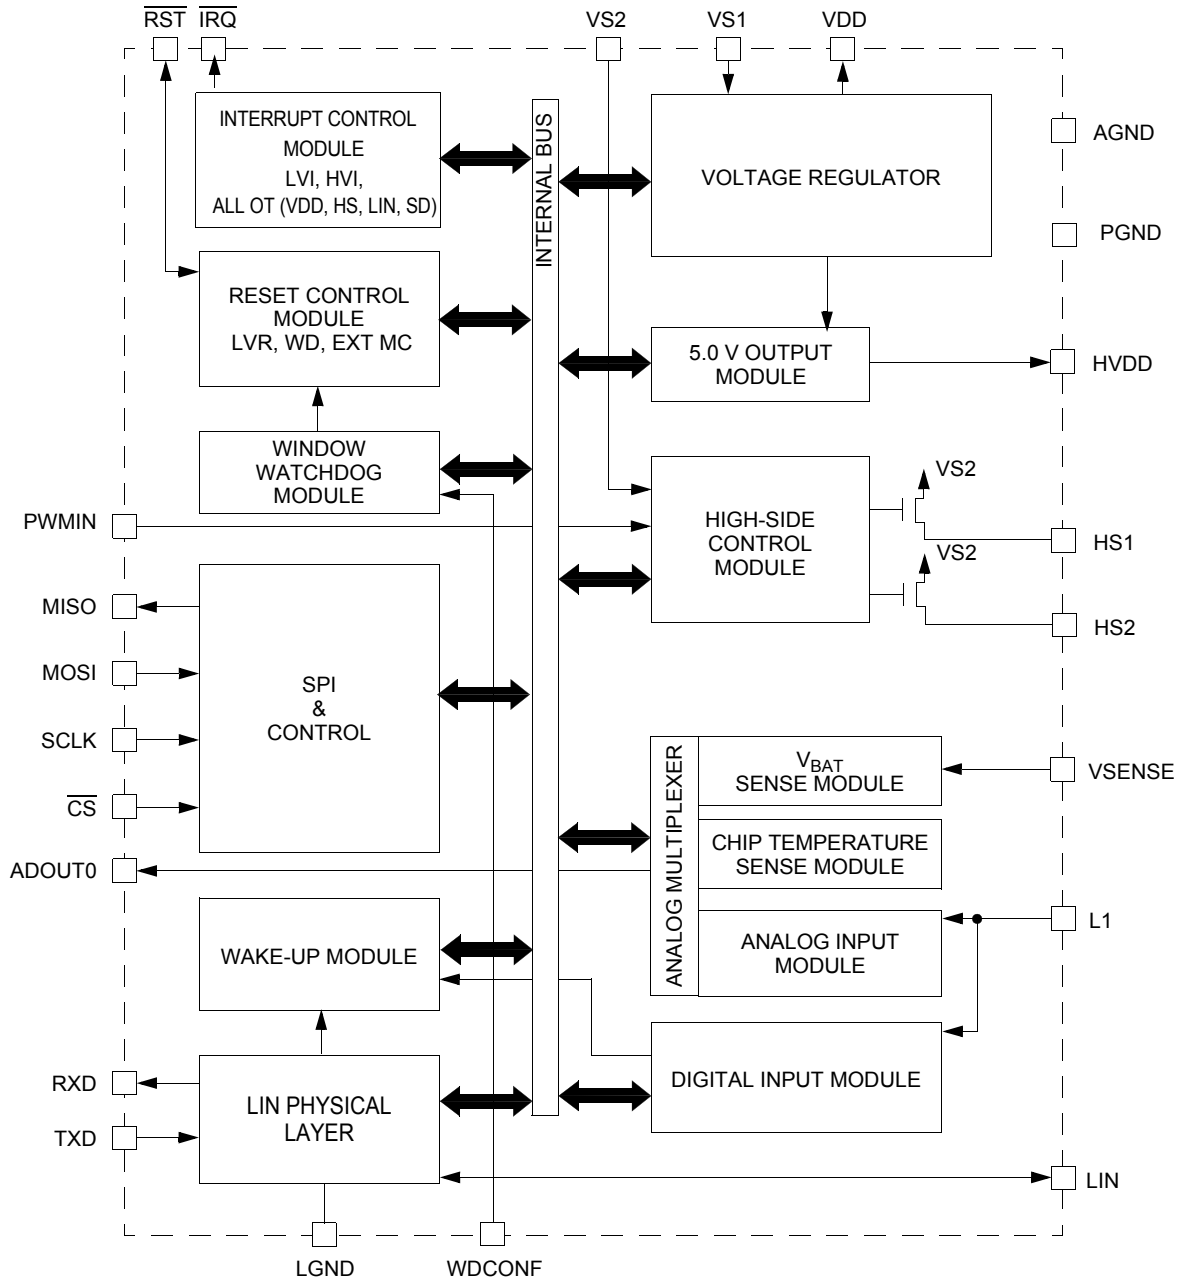 RST IRQ VS2 VS1 VDD
INTERRUPT CONTROL
MODULE
LVI, HVI,
ALL OT (VDD, HS, LIN, SD)
INTERNAL BUS
VOLTAGE REGULATOR
AGND
PGND
RESET CONTROL
MODULE
LVR, WD, EXT MC
5.0 V OUTPUT
MODULE
HVDD
WINDOW
WATCHDOG
MODULE
PWMIN
HIGH-SIDE
CONTROL
MODULE
VS2
HS1
VS2
HS2
MISO
MOSI
SCLK
CS
SPI
&
CONTROL
ANALOG MULTIPLEXER
VBAT
SENSE MODULE
VSENSE
CHIP TEMPERATURE
SENSE MODULE
ADOUT0
ANALOG INPUT
MODULE
L1
WAKE-UP MODULE
DIGITAL INPUT MODULE
RXD
TXD
LIN PHYSICAL
LAYER
LIN
LGND
WDCONF